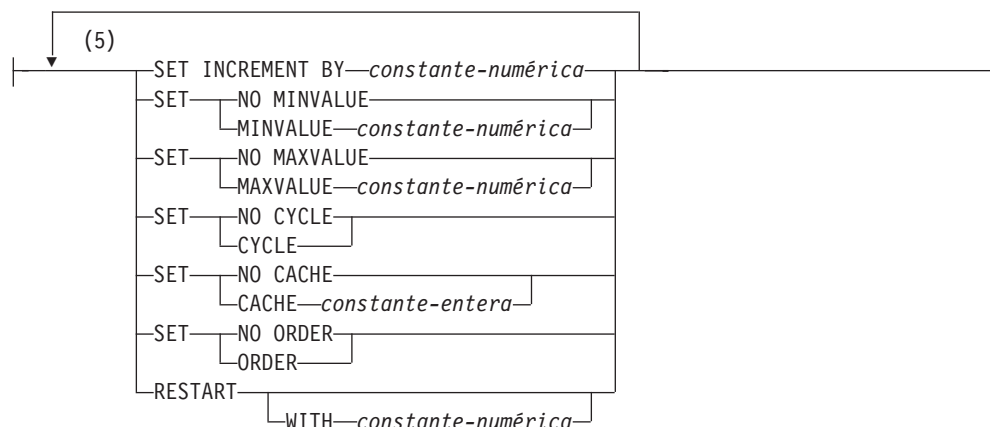 (5)
SET INCREMENT BY constante-numérica
SET NO MINVALUE
MINVALUE constante-numérica
SET NO MAXVALUE
MAXVALUE constante-numérica
SET NO CYCLE
CYCLE
SET NO CACHE
CACHE constante-entera
SET NO ORDER
ORDER
RESTART
WITH constante-numérica